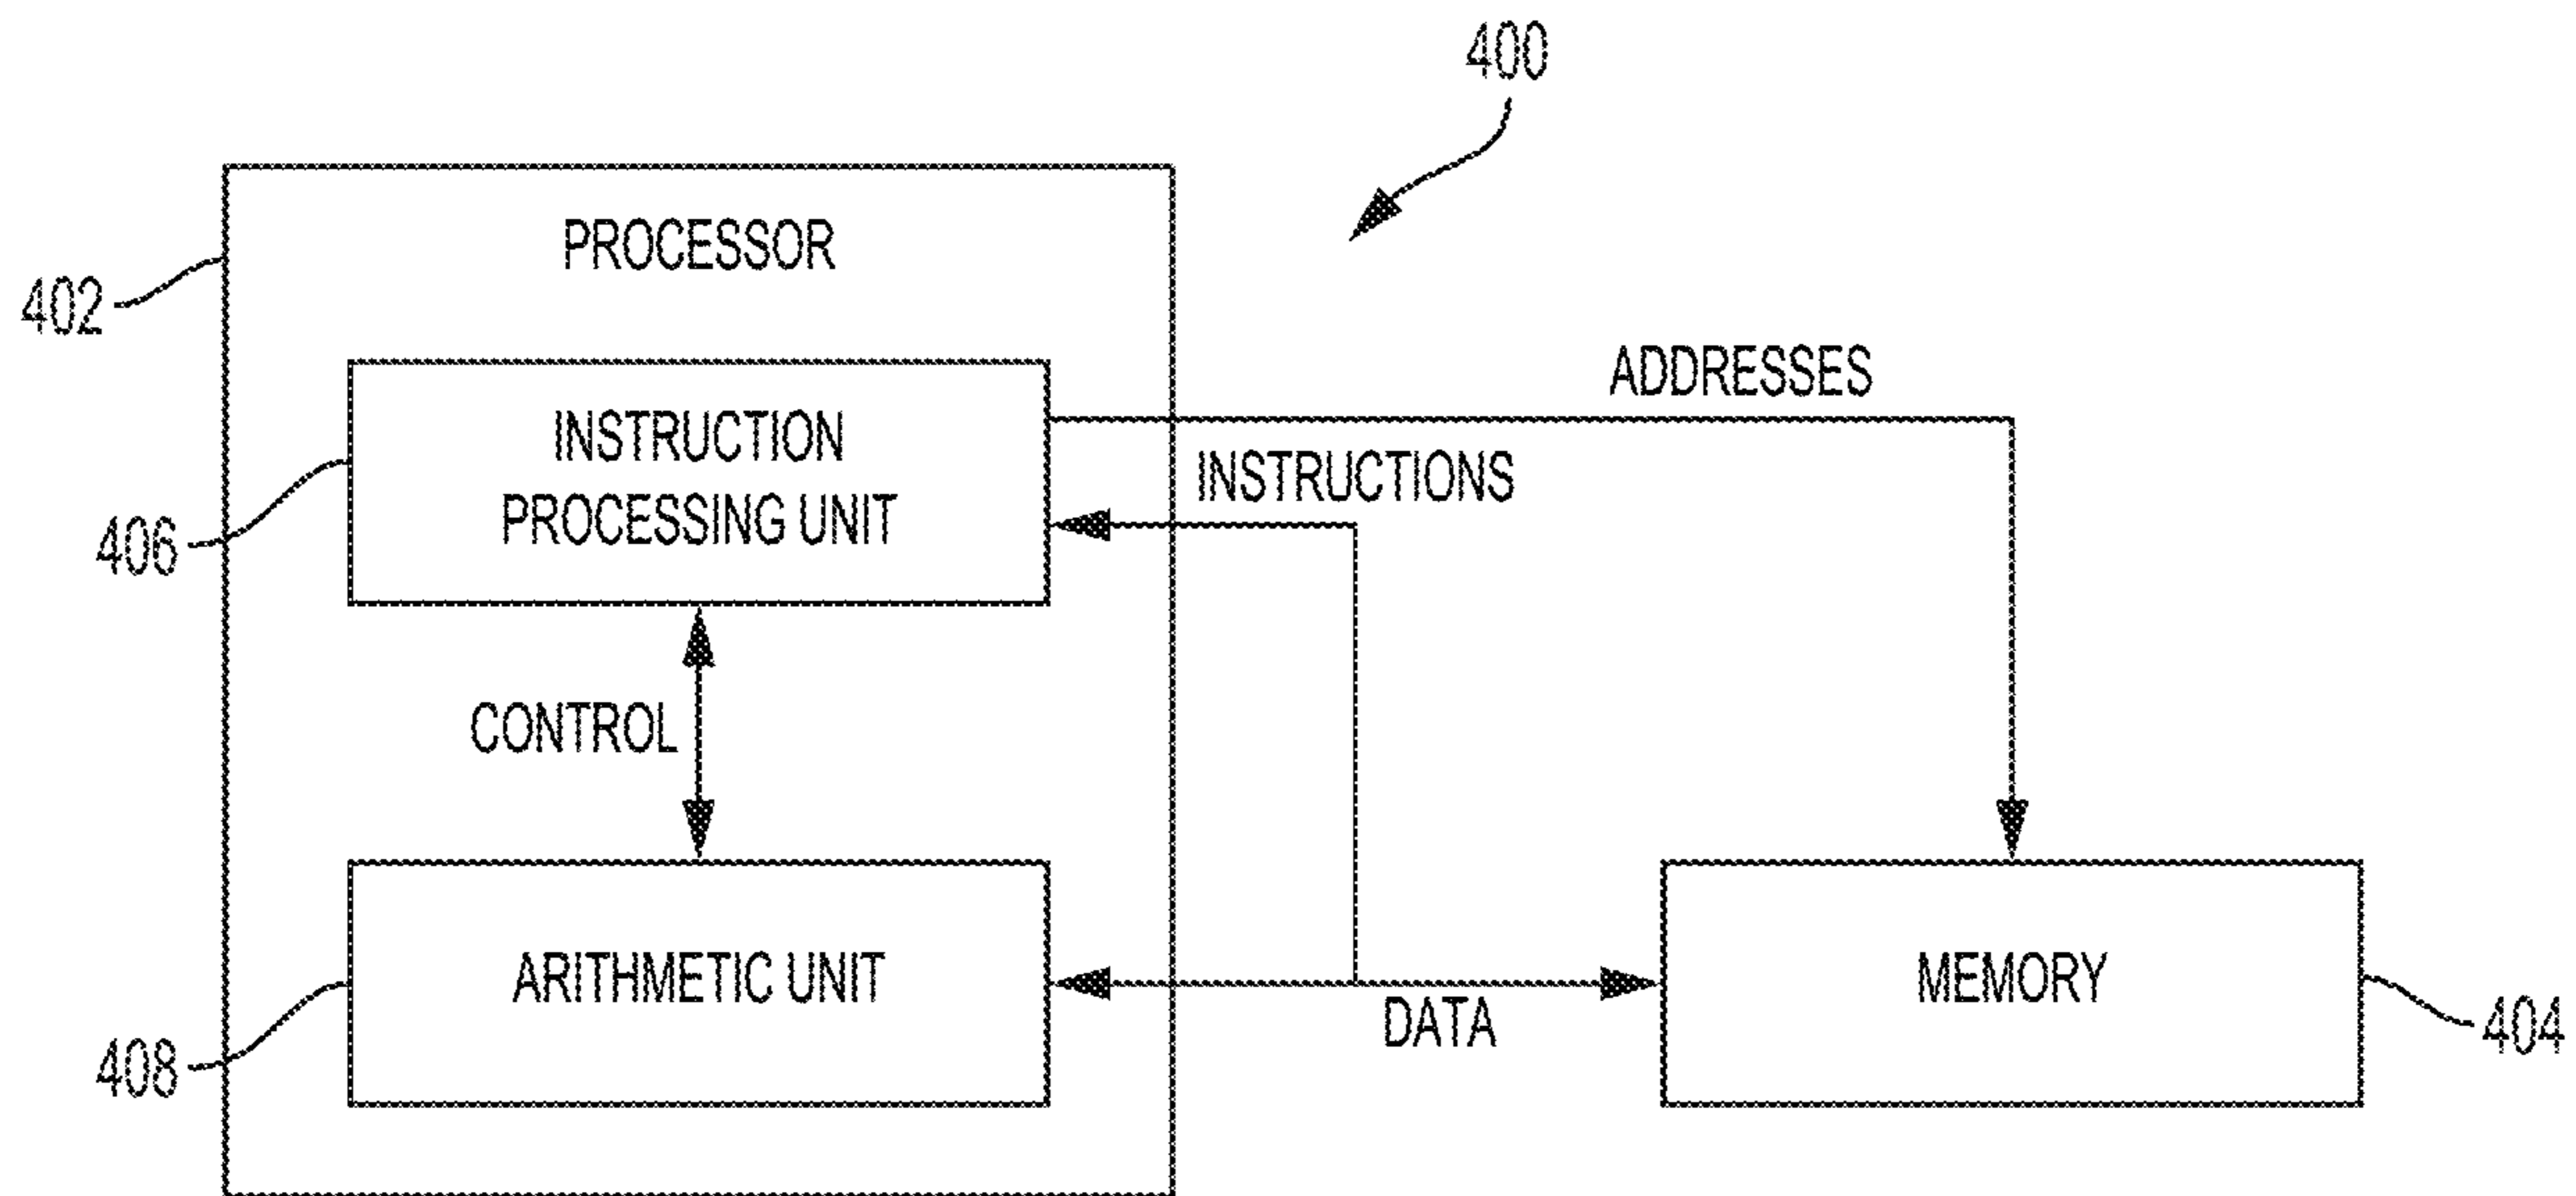 400
PROCESSOR
402
ADDRESSES
INSTRUCTION
PROCESSING UNIT
INSTRUCTIONS
406
CONTROL
ARITHMETIC UNIT
MEMORY
DATA
408
404